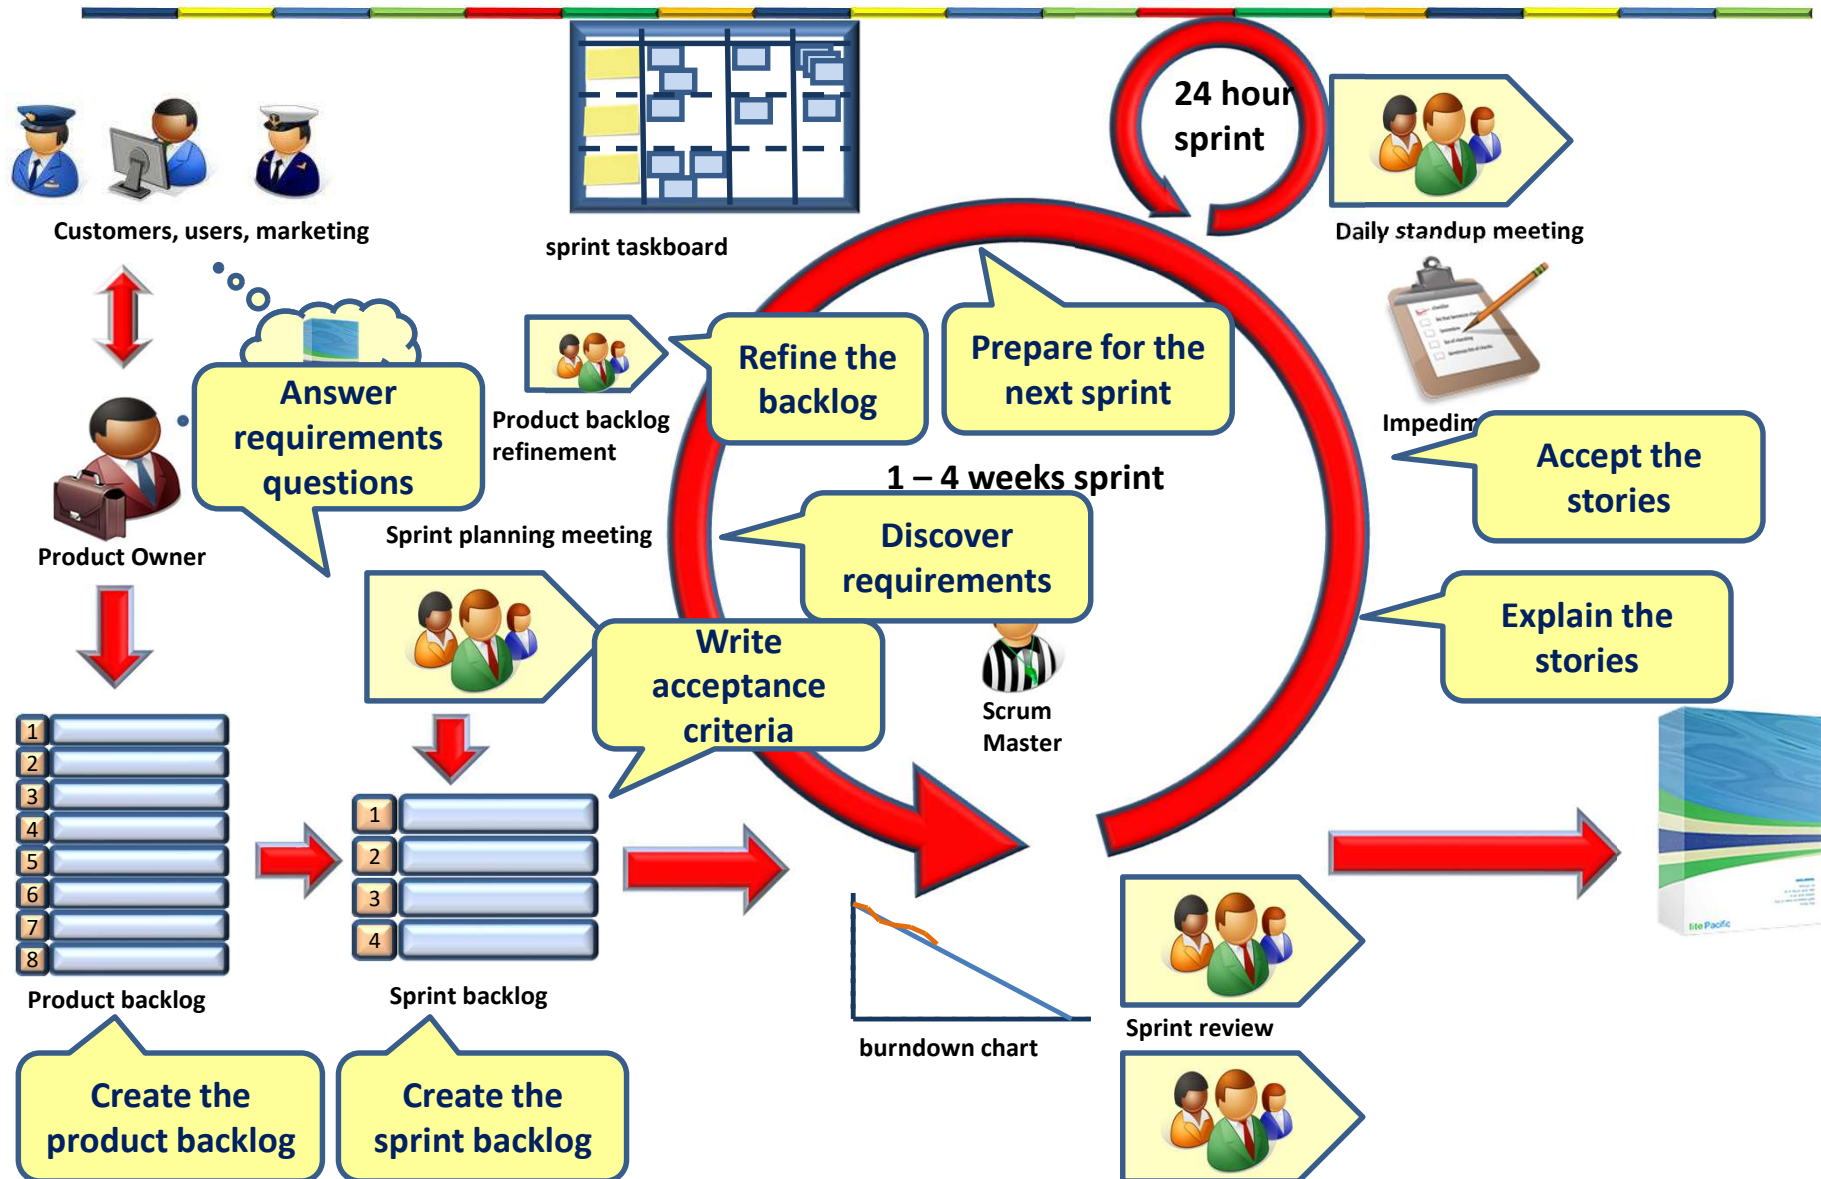 24 hour
sprint
Customers, users, marketing
sprint taskboard
Daily standup meeting
Refine the
backlog
Prepare for the
next sprint
Answer
requirements
questions
Product backlog
refinement
Impedim
Accept the
stories
1 – 4 weeks sprint
Sprint planning meeting
Discover
requirements
Product Owner
Explain the
stories
Write
acceptance
criteria
Scrum
Master
1
2
3
4
5
6
7
8
1
2
3
4
lite Pacific
Product backlog
Sprint backlog
burndown chart
Sprint review
Create the
product backlog
Create the
sprint backlog